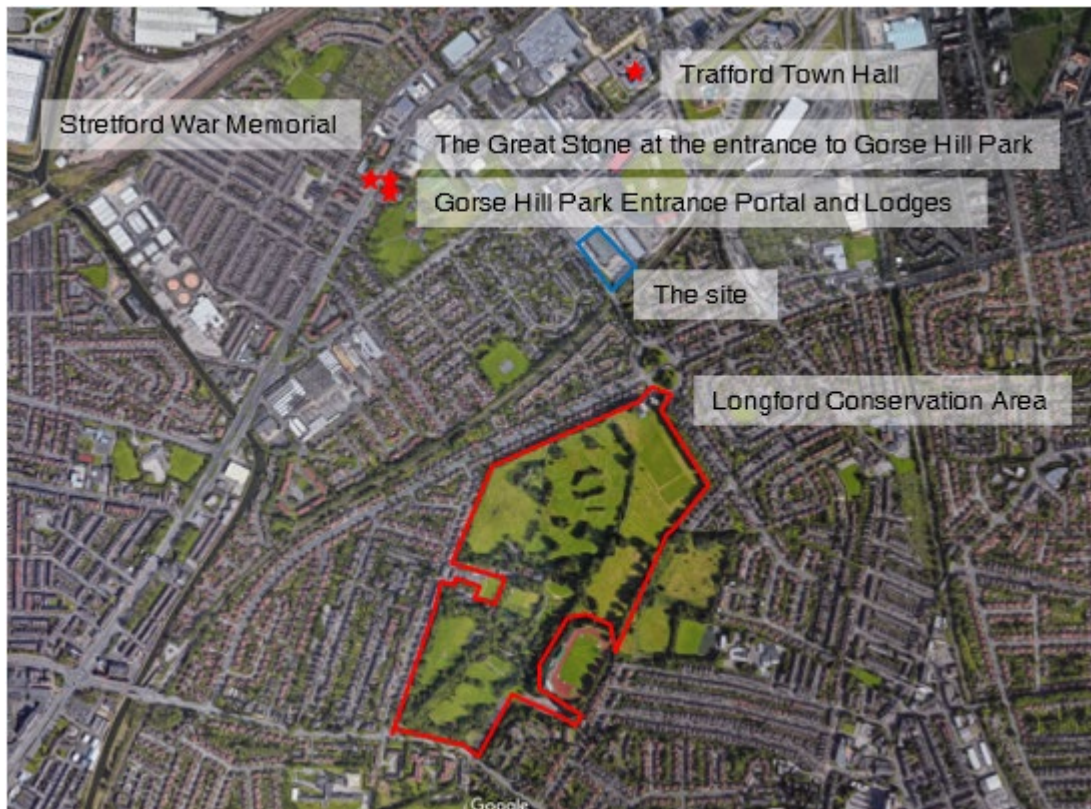 Trafford Town Hall
Stretford War Memorial
The Great Stone at the entrance to Gorse Hill Park
Gorse Hill Park Entrance Portal and Lodges
The site
Longford Conservation Area
Google